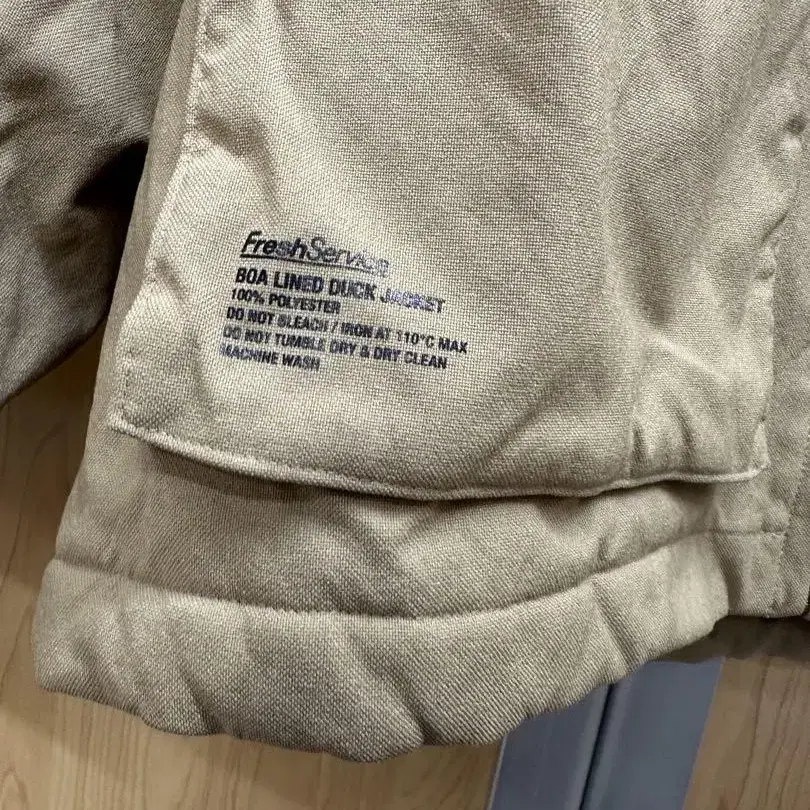 FreshService
BOA LINED DUCK JACKET
100% POLYESTER
DO NOT BLEACH / IRON AT 110°C MAX
DO NOT TUMBLE DRY & DRY CLEAN
MACHINE WASH